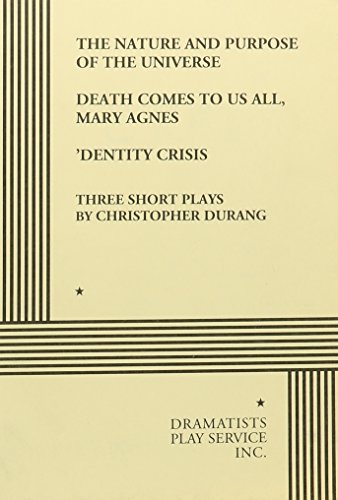 THE NATURE AND PURPOSE
OF THE UNIVERSE
DEATH COMES TO US ALL,
MARY AGNES
'DENTITY CRISIS
THREE SHORT PLAYS
BY CHRISTOPHER DURANG
DRAMATISTS
PLAY SERVICE
INC.